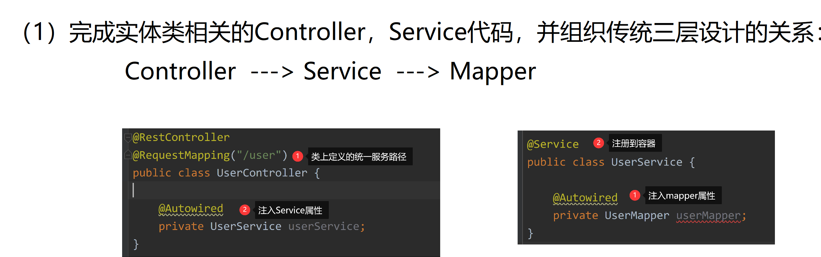 （1）完成实体类相关的Controller，Service代码，并组织传统三层设计的关系：
Controller ---> Service ---> Mapper
@RestController
@RequestMapping("/user") 1 类上定义的统一服务路径
public class UserController {
@Autowired 2 注入Service属性
private UserService userService;
}
@Service 2 注册到容器
public class UserService {
@Autowired 1 注入mapper属性
private UserMapper userMapper;
}